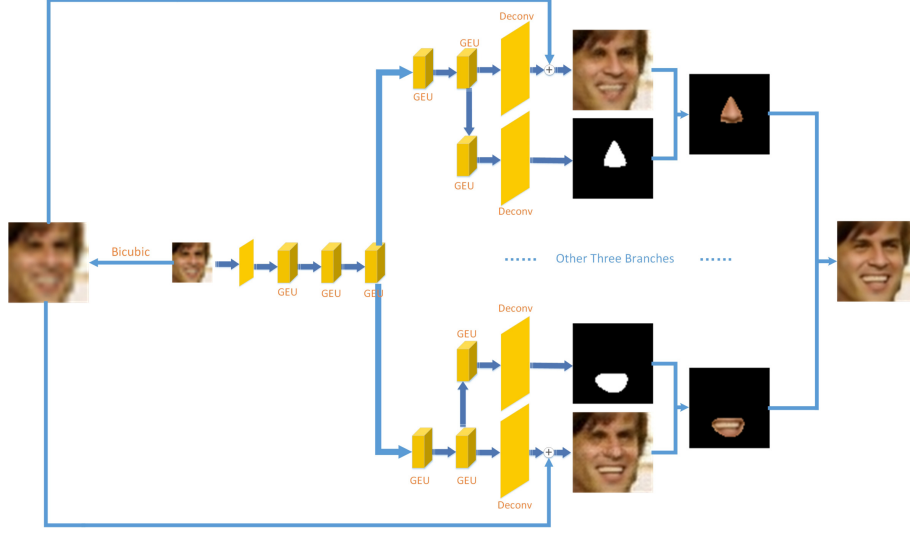 Deconv
GEU
GEU
GEU
Deconv
Bicubic
GEU
GEU
GEU
...... Other Three Branches ......
Deconv
GEU
GEU
GEU
Deconv